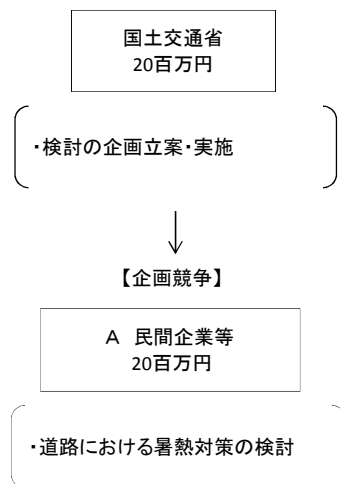 国土交通省
20百万円
・検討の企画立案・実施
【企画競争】
A 民間企業等
20百万円
・道路における暑熱対策の検討